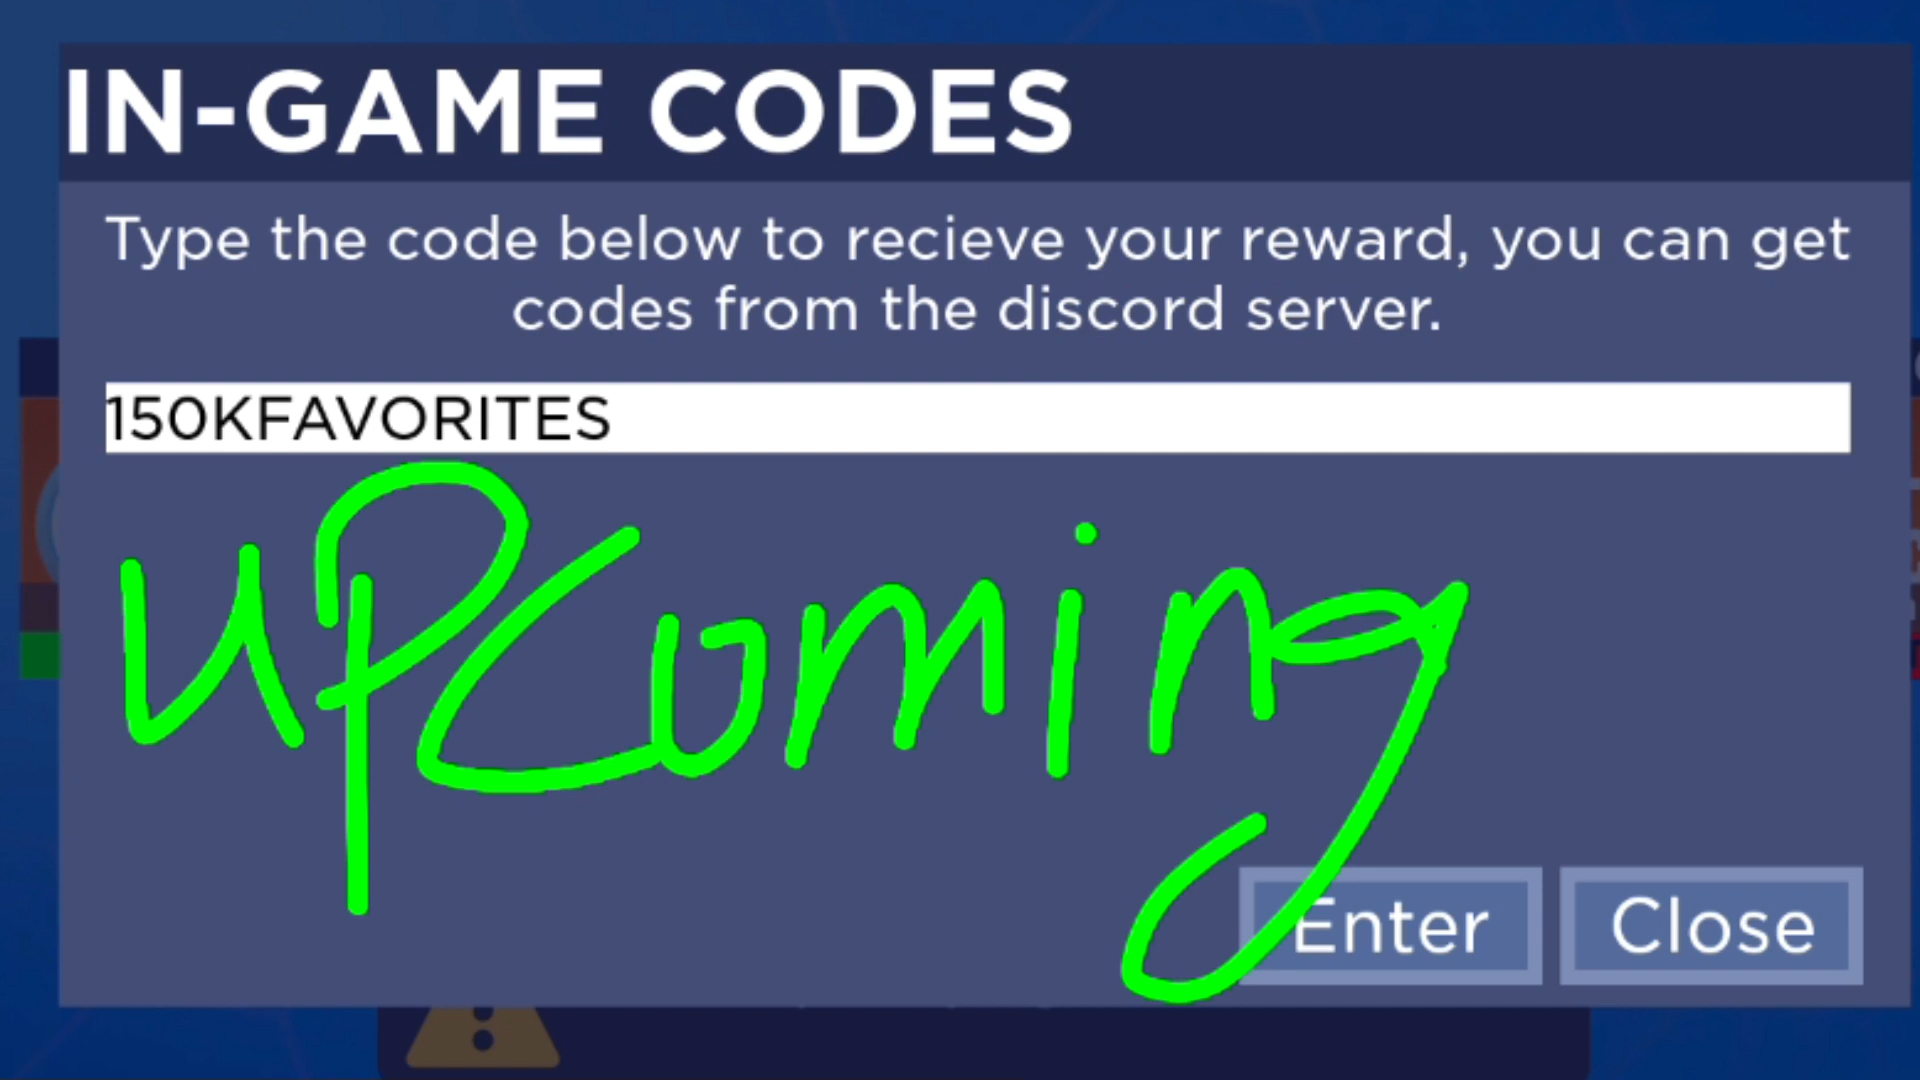 IN-GAME CODES
Type the code below to recieve your reward, you can get
codes from the discord server.
150KFAVORITES
UPComing
Enter
Close